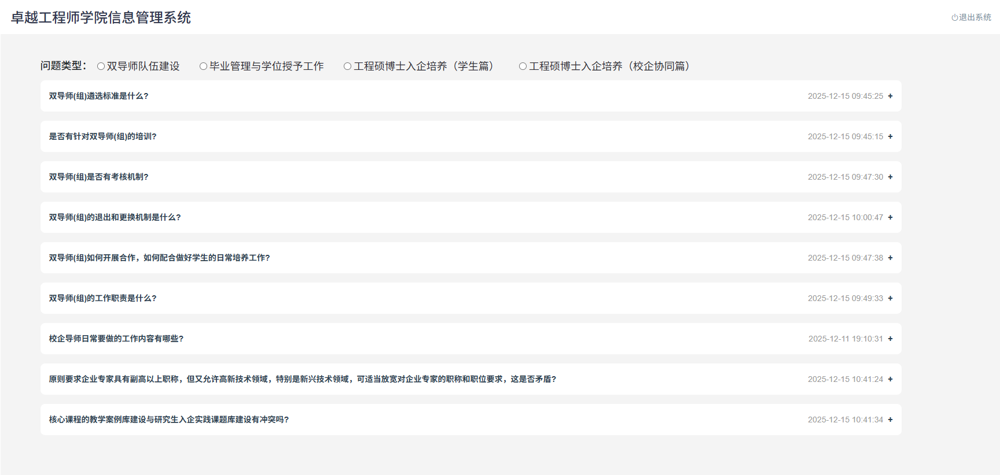 卓越工程师学院信息管理系统
退出系统
问题类型： 双导师队伍建设 毕业管理与学位授予工作 工程硕博士入企培养（学生篇） 工程硕博士入企培养（校企协同篇）
双导师(组)遴选标准是什么? 2025-12-15 09:45:25 +
是否有针对双导师(组)的培训? 2025-12-15 09:45:15 +
双导师(组)是否有考核机制? 2025-12-15 09:47:30 +
双导师(组)的退出和更换机制是什么? 2025-12-15 10:00:47 +
双导师(组)如何开展合作，如何配合做好学生的日常培养工作? 2025-12-15 09:47:38 +
双导师(组)的工作职责是什么? 2025-12-15 09:49:33 +
校企导师日常要做的工作内容有哪些? 2025-12-11 19:10:31 +
原则要求企业专家具有副高以上职称，但又允许高新技术领域，特别是新兴技术领域，可适当放宽对企业专家的职称和职位要求，这是否矛盾? 2025-12-15 10:41:24 +
核心课程的教学案例库建设与研究生入企实践课题库建设有冲突吗? 2025-12-15 10:41:34 +